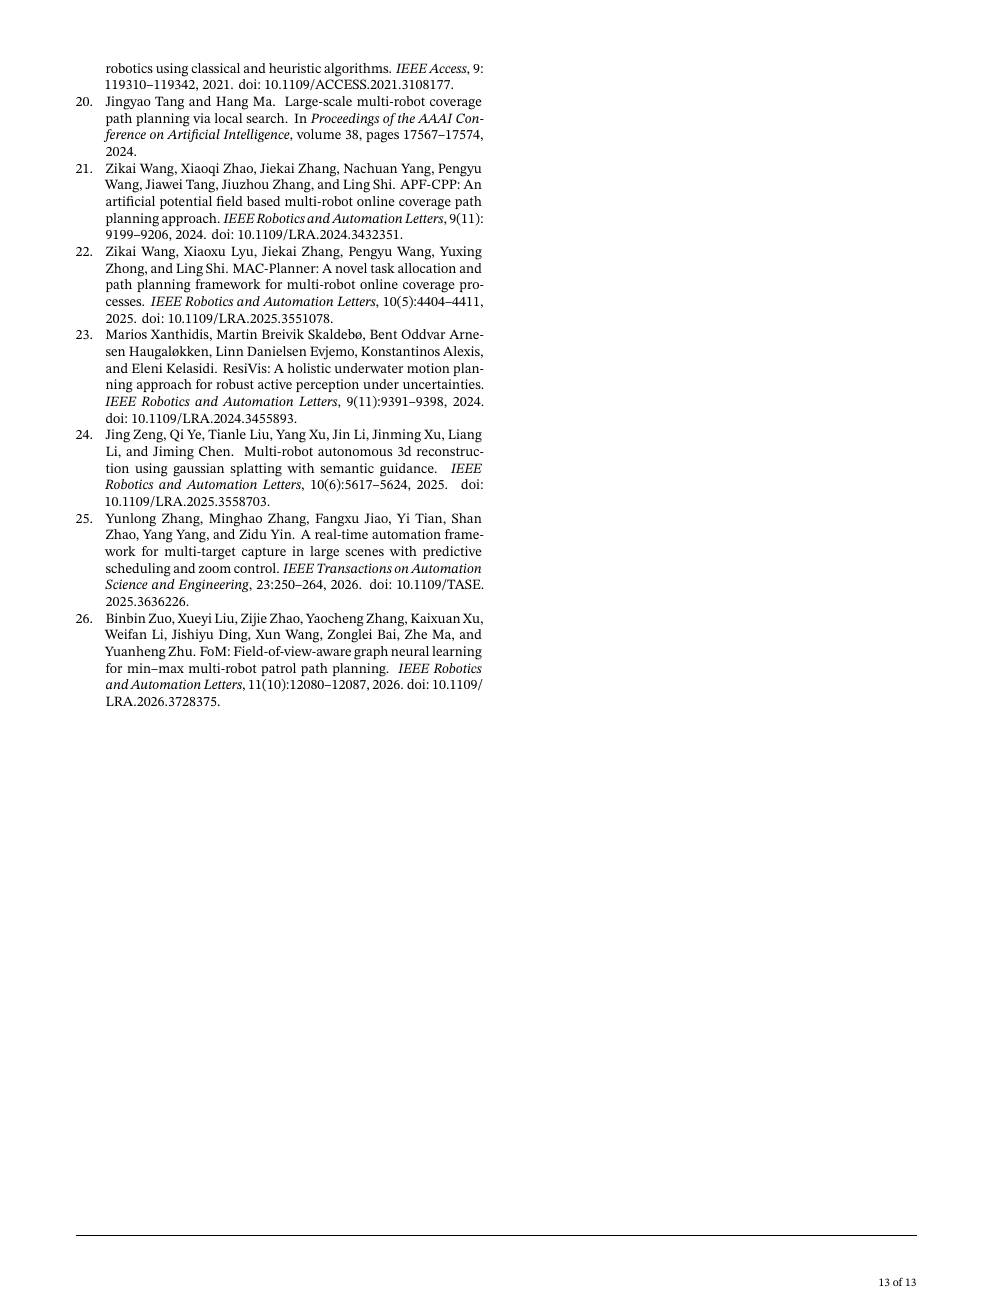 robotics using classical and heuristic algorithms. IEEE Access, 9:
119310–119342, 2021. doi: 10.1109/ACCESS.2021.3108177.
20. Jingyao Tang and Hang Ma. Large-scale multi-robot coverage
path planning via local search. In Proceedings of the AAAI Con-
ference on Artificial Intelligence, volume 38, pages 17567–17574,
2024.
21. Zikai Wang, Xiaoqi Zhao, Jiekai Zhang, Nachuan Yang, Pengyu
Wang, Jiawei Tang, Jiuzhou Zhang, and Ling Shi. APF-CPP: An
artificial potential field based multi-robot online coverage path
planning approach. IEEE Robotics and Automation Letters, 9(11):
9199–9206, 2024. doi: 10.1109/LRA.2024.3432351.
22. Zikai Wang, Xiaoxu Lyu, Jiekai Zhang, Pengyu Wang, Yuxing
Zhong, and Ling Shi. MAC-Planner: A novel task allocation and
path planning framework for multi-robot online coverage pro-
cesses. IEEE Robotics and Automation Letters, 10(5):4404–4411,
2025. doi: 10.1109/LRA.2025.3551078.
23. Marios Xanthidis, Martin Breivik Skaldebø, Bent Oddvar Arne-
sen Haugaløkken, Linn Danielsen Evjemo, Konstantinos Alexis,
and Eleni Kelasidi. ResiVis: A holistic underwater motion plan-
ning approach for robust active perception under uncertainties.
IEEE Robotics and Automation Letters, 9(11):9391–9398, 2024.
doi: 10.1109/LRA.2024.3455893.
24. Jing Zeng, Qi Ye, Tianle Liu, Yang Xu, Jin Li, Jinming Xu, Liang
Li, and Jiming Chen. Multi-robot autonomous 3d reconstruc-
tion using gaussian splatting with semantic guidance. IEEE
Robotics and Automation Letters, 10(6):5617–5624, 2025. doi:
10.1109/LRA.2025.3558703.
25. Yunlong Zhang, Minghao Zhang, Fangxu Jiao, Yi Tian, Shan
Zhao, Yang Yang, and Zidu Yin. A real-time automation frame-
work for multi-target capture in large scenes with predictive
scheduling and zoom control. IEEE Transactions on Automation
Science and Engineering, 23:250–264, 2026. doi: 10.1109/TASE.
2025.3636226.
26. Binbin Zuo, Xueyi Liu, Zijie Zhao, Yaocheng Zhang, Kaixuan Xu,
Weifan Li, Jishiyu Ding, Xun Wang, Zonglei Bai, Zhe Ma, and
Yuanheng Zhu. FoM: Field-of-view-aware graph neural learning
for min–max multi-robot patrol path planning. IEEE Robotics
and Automation Letters, 11(10):12080–12087, 2026. doi: 10.1109/
LRA.2026.3728375.
13 of 13